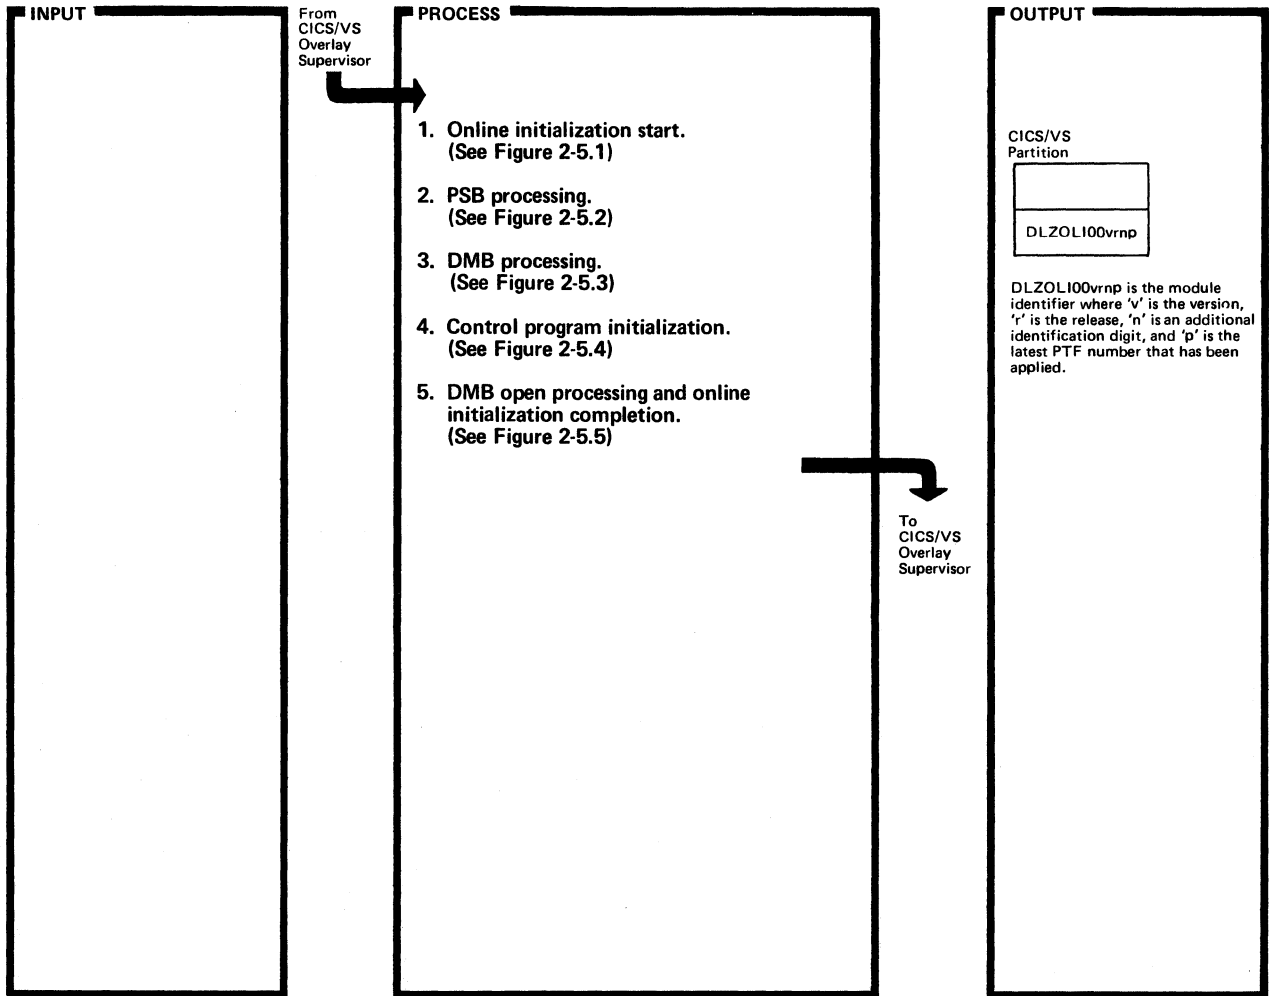 INPUT
From
CICS/VS
Overlay
Supervisor
PROCESS
1. Online initialization start.
(See Figure 2-5.1)
2. PSB processing.
(See Figure 2-5.2)
3. DMB processing.
(See Figure 2-5.3)
4. Control program initialization.
(See Figure 2-5.4)
5. DMB open processing and online
initialization completion.
(See Figure 2-5.5)
To
CICS/VS
Overlay
Supervisor
OUTPUT
CICS/VS
Partition
DLZOLI00vrnp
DLZOLI00vrnp is the module
identifier where 'v' is the version,
'r' is the release, 'n' is an additional
identification digit, and 'p' is the
latest PTF number that has been
applied.